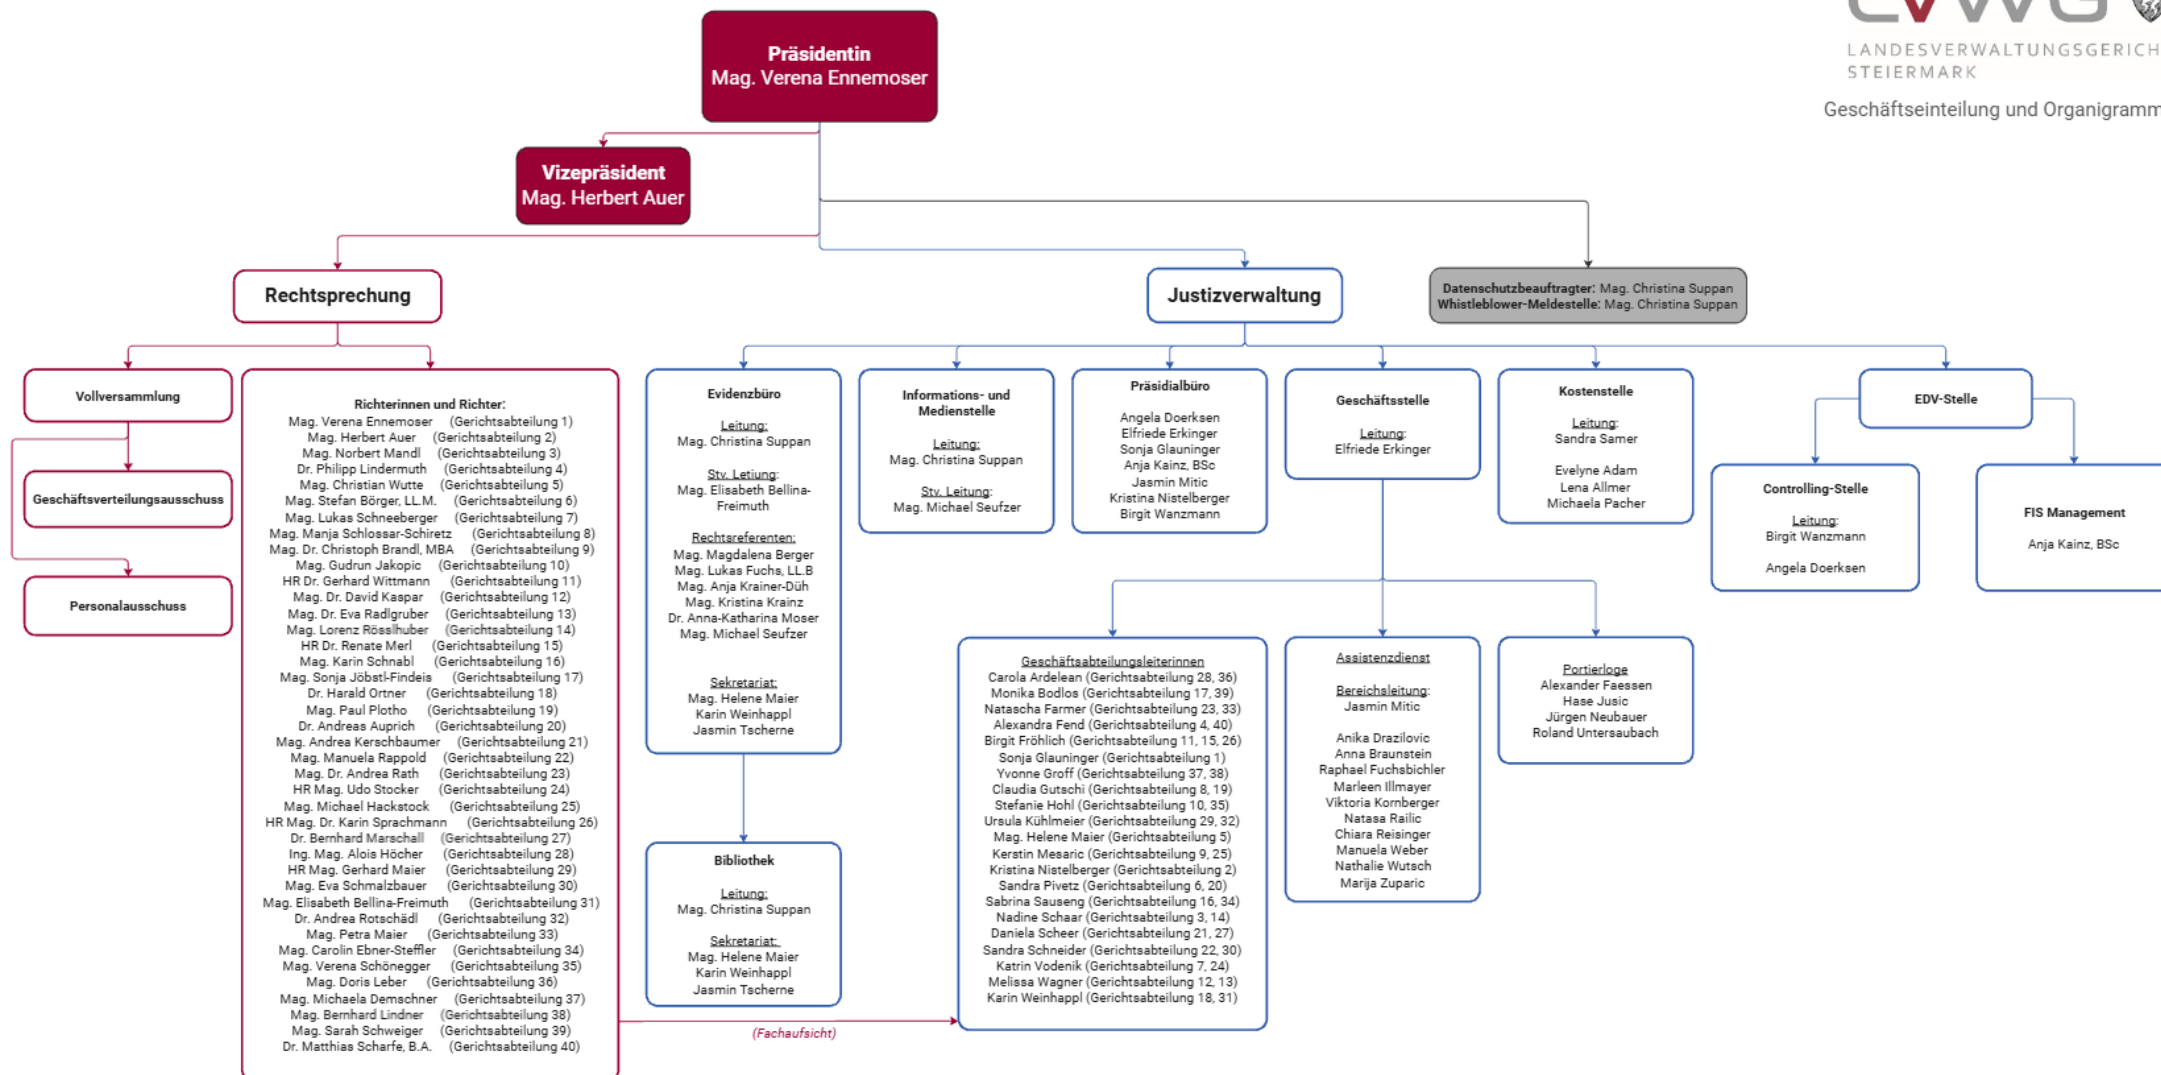 LANDESVERWALTUNGSGERICH
STEIERMARK
Geschäftseinteilung und Organigramm
Präsidentin
Mag. Verena Ennemoser
Vizepräsident
Mag. Herbert Auer
Rechtsprechung
Justizverwaltung
Datenschutzbeauftragter: Mag. Christina Suppan
Whistleblower-Meldestelle: Mag. Christina Suppan
Vollversammlung
Geschäftsverteilungsausschuss
Personalausschuss
Richterinnen und Richter:
Mag. Verena Ennemoser (Gerichtsabteilung 1)
Mag. Herbert Auer (Gerichtsabteilung 2)
Mag. Norbert Mandl (Gerichtsabteilung 3)
Dr. Philipp Lindermuth (Gerichtsabteilung 4)
Mag. Christian Wutte (Gerichtsabteilung 5)
Mag. Stefan Börger, LL.M. (Gerichtsabteilung 6)
Mag. Lukas Schneeberger (Gerichtsabteilung 7)
Mag. Manja Schlossar-Schiretz (Gerichtsabteilung 8)
Mag. Dr. Christoph Brandl, MBA (Gerichtsabteilung 9)
Mag. Gudrun Jakopic (Gerichtsabteilung 10)
HR Dr. Gerhard Wittmann (Gerichtsabteilung 11)
Mag. Dr. David Kaspar (Gerichtsabteilung 12)
Mag. Dr. Eva Radlgruber (Gerichtsabteilung 13)
Mag. Lorenz Rösslhuber (Gerichtsabteilung 14)
HR Dr. Renate Merl (Gerichtsabteilung 15)
Mag. Karin Schnabl (Gerichtsabteilung 16)
Mag. Sonja Jöbstl-Findeis (Gerichtsabteilung 17)
Dr. Harald Ortner (Gerichtsabteilung 18)
Mag. Paul Plotho (Gerichtsabteilung 19)
Dr. Andreas Auprich (Gerichtsabteilung 20)
Mag. Andrea Kerschbaumer (Gerichtsabteilung 21)
Mag. Manuela Rappold (Gerichtsabteilung 22)
Mag. Dr. Andrea Rath (Gerichtsabteilung 23)
HR Mag. Udo Stocker (Gerichtsabteilung 24)
Mag. Michael Hackstock (Gerichtsabteilung 25)
HR Mag. Dr. Karin Sprachmann (Gerichtsabteilung 26)
Dr. Bernhard Marschall (Gerichtsabteilung 27)
Ing. Mag. Alois Höcher (Gerichtsabteilung 28)
HR Mag. Gerhard Maier (Gerichtsabteilung 29)
Mag. Eva Schmalzbauer (Gerichtsabteilung 30)
Mag. Elisabeth Bellina-Freimuth (Gerichtsabteilung 31)
Dr. Andrea Rotschädl (Gerichtsabteilung 32)
Mag. Petra Maier (Gerichtsabteilung 33)
Mag. Carolin Ebner-Steffler (Gerichtsabteilung 34)
Mag. Verena Schönegger (Gerichtsabteilung 35)
Mag. Doris Leber (Gerichtsabteilung 36)
Mag. Michaela Demschner (Gerichtsabteilung 37)
Mag. Bernhard Lindner (Gerichtsabteilung 38)
Mag. Sarah Schweiger (Gerichtsabteilung 39)
Dr. Matthias Scharfe, B.A. (Gerichtsabteilung 40)
Evidenzbüro
Leitung:
Mag. Christina Suppan
Stv. Letiung:
Mag. Elisabeth Bellina-
Freimuth
Rechtsreferenten:
Mag. Magdalena Berger
Mag. Lukas Fuchs, LL.B
Mag. Anja Krainer-Düh
Mag. Kristina Krainz
Dr. Anna-Katharina Moser
Mag. Michael Seufzer
Sekretariat:
Mag. Helene Maier
Karin Weinhappl
Jasmin Tscherne
Bibliothek
Leitung:
Mag. Christina Suppan
Sekretariat:
Mag. Helene Maier
Karin Weinhappl
Jasmin Tscherne
Informations- und
Medienstelle
Leitung:
Mag. Christina Suppan
Stv. Leitung:
Mag. Michael Seufzer
Präsidialbüro
Angela Doerksen
Elfriede Erkinger
Sonja Glauninger
Anja Kainz, BSc
Jasmin Mitic
Kristina Nistelberger
Birgit Wanzmann
Geschäftsstelle
Leitung:
Elfriede Erkinger
Kostenstelle
Leitung:
Sandra Samer
Evelyne Adam
Lena Allmer
Michaela Pacher
EDV-Stelle
Controlling-Stelle
Leitung:
Birgit Wanzmann
Angela Doerksen
FIS Management
Anja Kainz, BSc
Geschäftsabteilungsleiterinnen
Carola Ardelean (Gerichtsabteilung 28, 36)
Monika Bodlos (Gerichtsabteilung 17, 39)
Natascha Farmer (Gerichtsabteilung 23, 33)
Alexandra Fend (Gerichtsabteilung 4, 40)
Birgit Fröhlich (Gerichtsabteilung 11, 15, 26)
Sonja Glauninger (Gerichtsabteilung 1)
Yvonne Groff (Gerichtsabteilung 37, 38)
Claudia Gutschi (Gerichtsabteilung 8, 19)
Stefanie Hohl (Gerichtsabteilung 10, 35)
Ursula Kühlmeier (Gerichtsabteilung 29, 32)
Mag. Helene Maier (Gerichtsabteilung 5)
Kerstin Mesaric (Gerichtsabteilung 9, 25)
Kristina Nistelberger (Gerichtsabteilung 2)
Sandra Pivetz (Gerichtsabteilung 6, 20)
Sabrina Sauseng (Gerichtsabteilung 16, 34)
Nadine Schaar (Gerichtsabteilung 3, 14)
Daniela Scheer (Gerichtsabteilung 21, 27)
Sandra Schneider (Gerichtsabteilung 22, 30)
Katrin Vodenik (Gerichtsabteilung 7, 24)
Melissa Wagner (Gerichtsabteilung 12, 13)
Karin Weinhappl (Gerichtsabteilung 18, 31)
Assistenzdienst
Bereichsleitung:
Jasmin Mitic
Anika Drazilovic
Anna Braunstein
Raphael Fuchsbichler
Marleen Illmayer
Viktoria Kornberger
Natasa Railic
Chiara Reisinger
Manuela Weber
Nathalie Wutsch
Marija Zuparic
Portierloge
Alexander Faessen
Hase Jusic
Jürgen Neubauer
Roland Untersaubach
(Fachaufsicht)